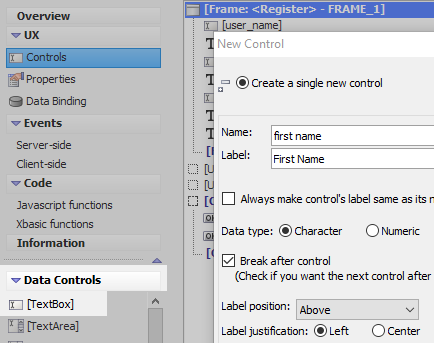 Overview
UX
Controls
Properties
Data Binding
Events
Server-side
Client-side
Code
Javascript functions
Xbasic functions
Information
Data Controls
[TextBox]
[TextArea]
[Frame: <Register> - FRAME_1]
[user_name]
New Control
Create a single new control
Name: first name
Label: First Name
Always make control's label same as its n
Data type: Character Numeric
Break after control
(Check if you want the next control after
Label position: Above
Label justification: Left Center